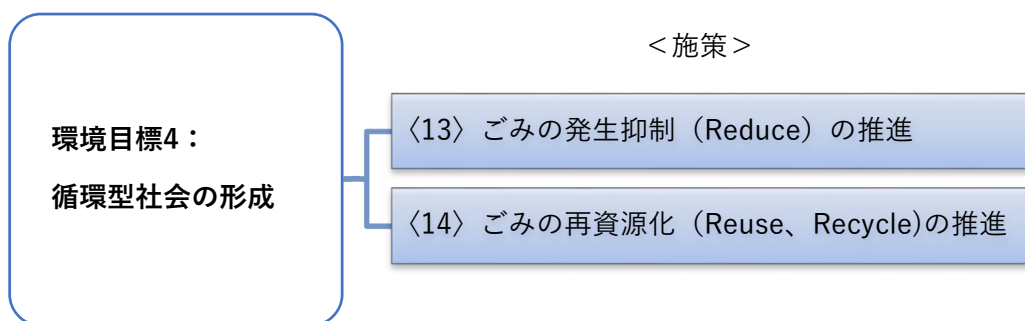 <施策>
環境目標4：
循環型社会の形成
〈13〉ごみの発生抑制（Reduce）の推進
〈14〉ごみの再資源化（Reuse、Recycle)の推進